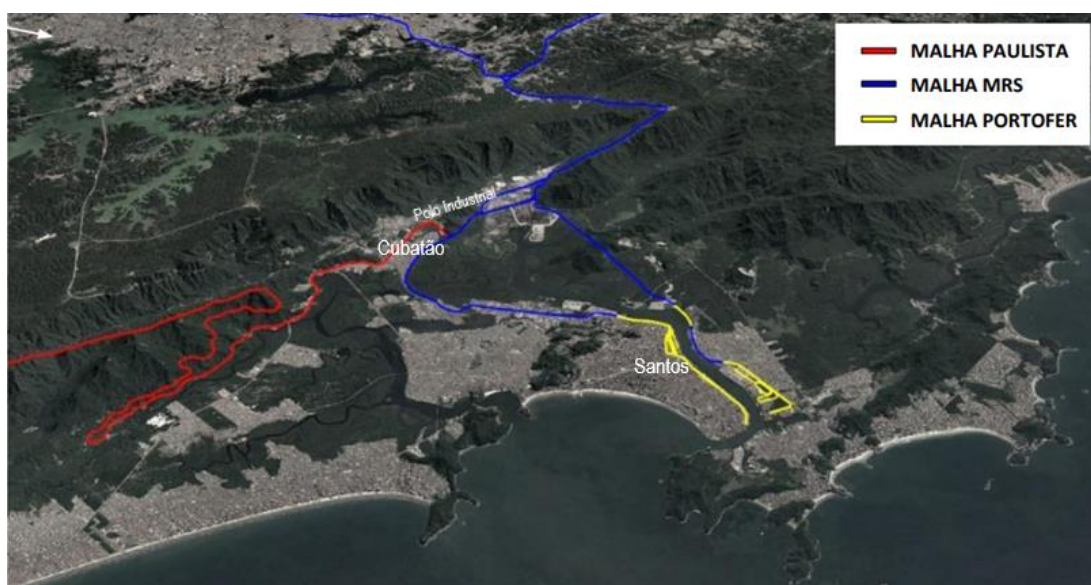 MALHA PAULISTA
MALHA MRS
MALHA PORTOFER
Polo Industrial
Cubatão
Santos